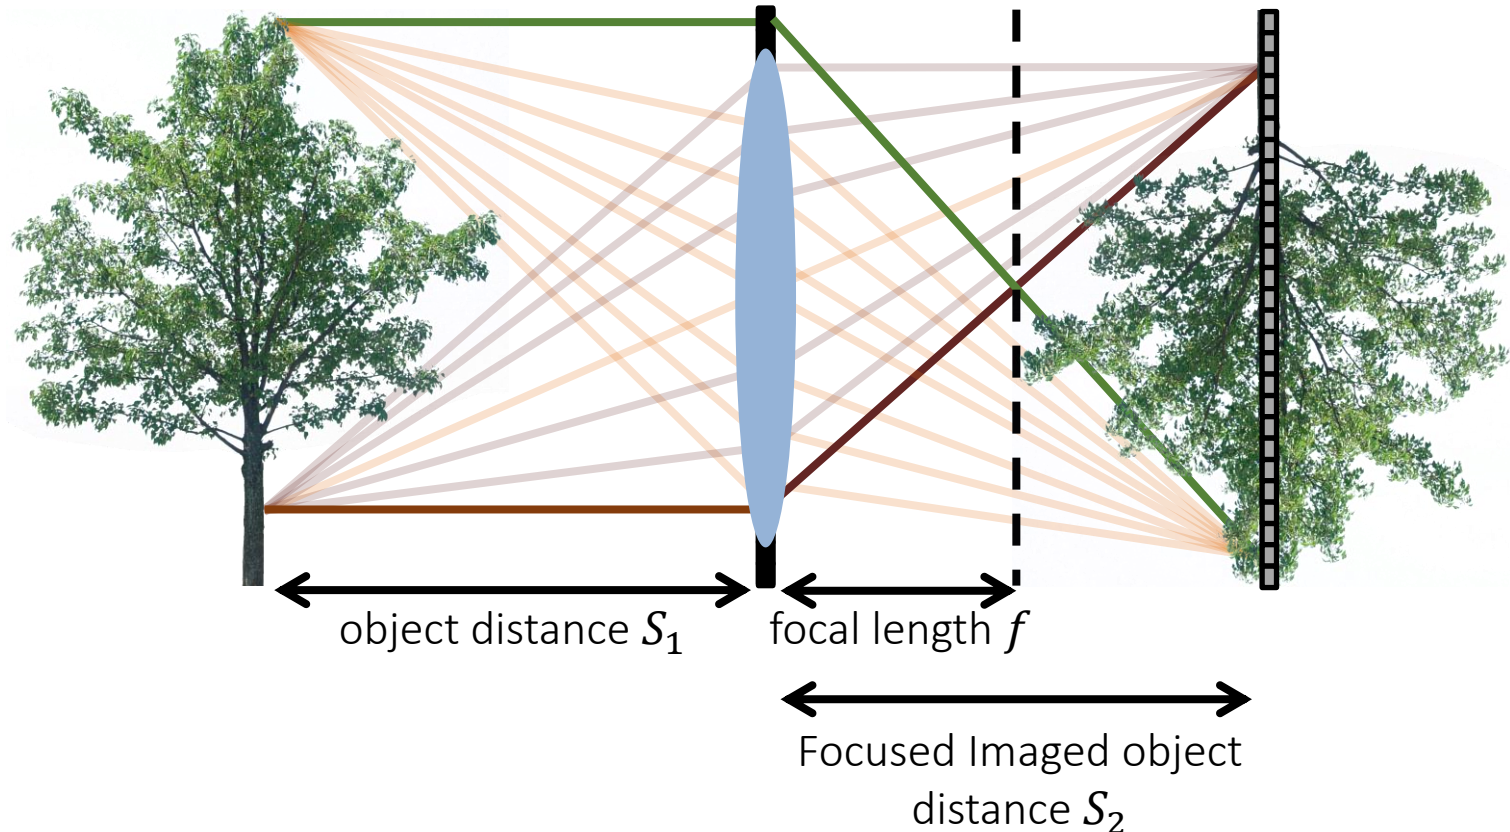 object distance S₁
focal length f
Focused Imaged object
distance S₂